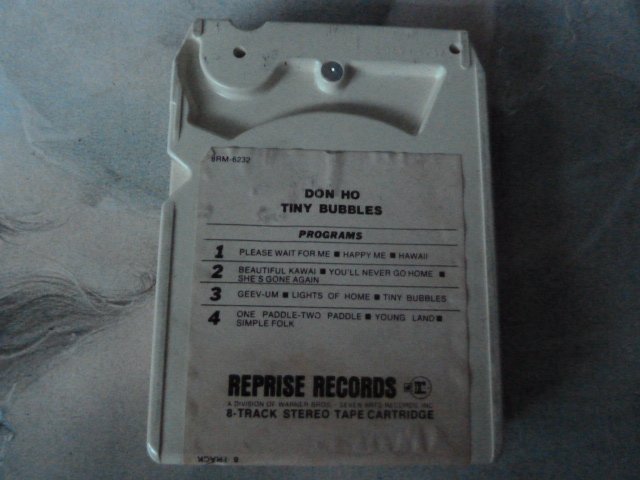 8RM-6232
DON HO
TINY BUBBLES
PROGRAMS
1 PLEASE WAIT FOR ME ■ HAPPY ME ■ HAWAII
2 BEAUTIFUL KAWAI ■ YOU'LL NEVER GO HOME ■
SHE'S GONE AGAIN
3 GEEV-UM ■ LIGHTS OF HOME ■ TINY BUBBLES
4 ONE PADDLE-TWO PADDLE ■ YOUNG LAND ■
SIMPLE FOLK
REPRISE RECORDS
A DIVISION OF WARNER BROS. - SEVEN ARTS RECORDS, INC.
8-TRACK STEREO TAPE CARTRIDGE
8 TRACK